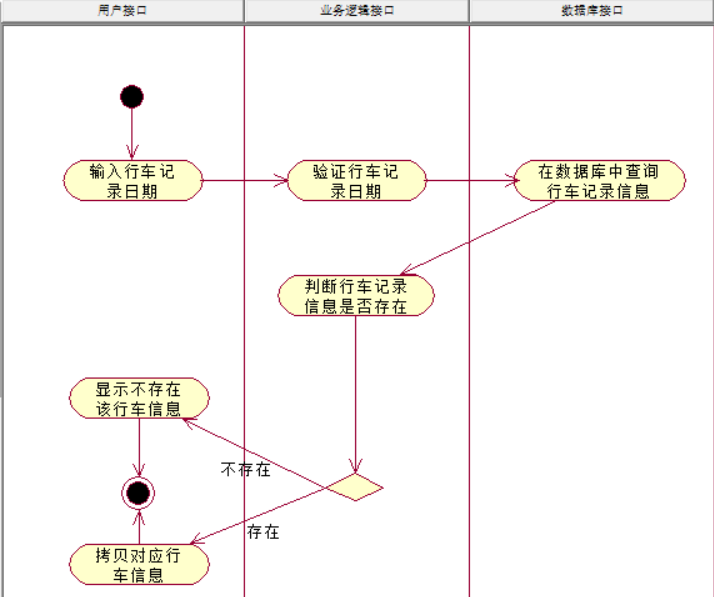 用户接口
业务逻辑接口
数据库接口
输入行车记
录日期
验证行车记
录日期
在数据库中查询
行车记录信息
判断行车记录
信息是否存在
显示不存在
该行车信息
不存在
存在
拷贝对应行
车信息